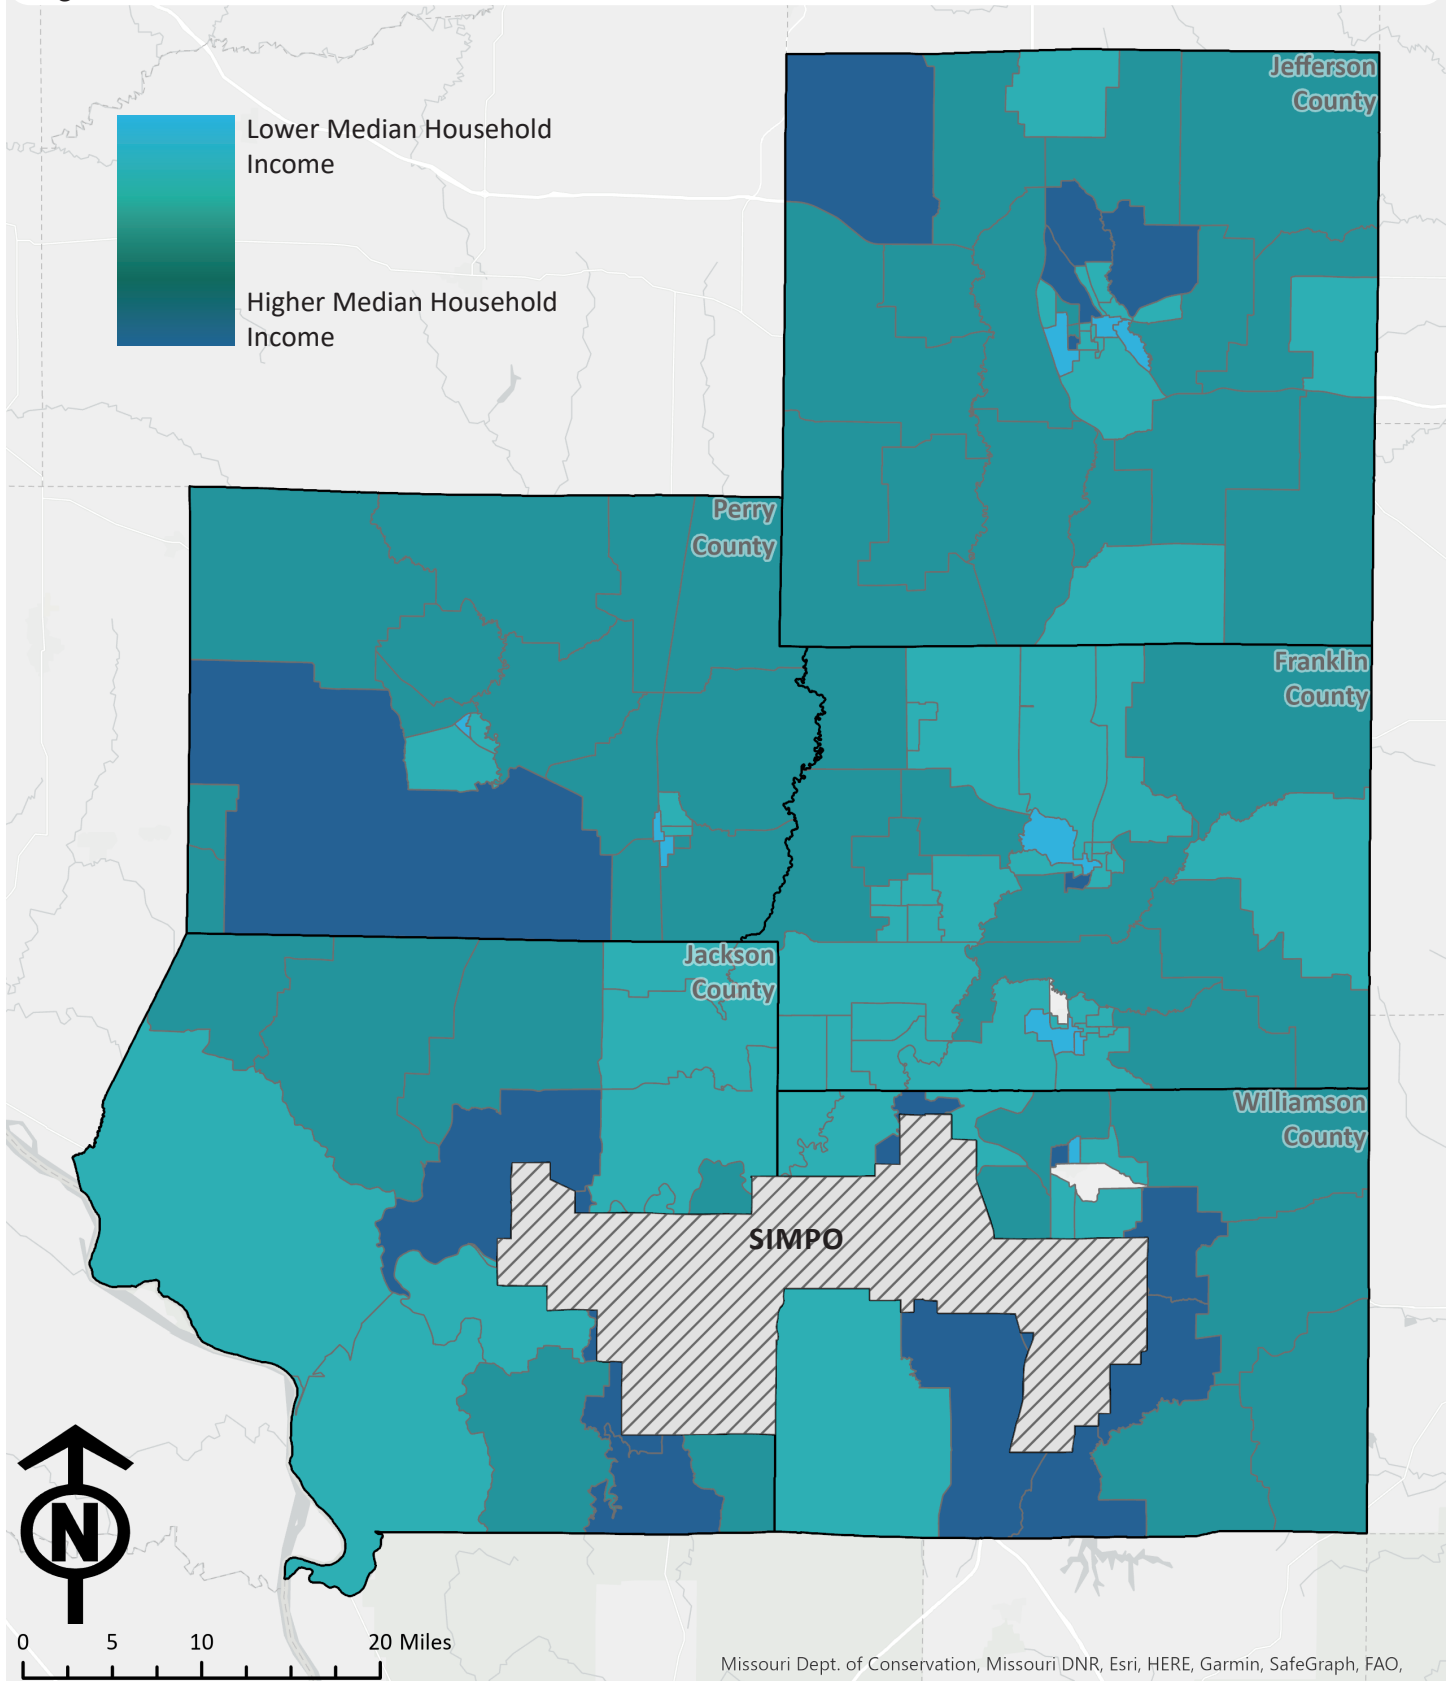 Lower Median Household
Income
Higher Median Household
Income
Jefferson
County
Perry
County
Franklin
County
Jackson
County
Williamson
County
SIMPO
N
0 5 10 20 Miles
Missouri Dept. of Conservation, Missouri DNR, Esri, HERE, Garmin, SafeGraph, FAO,